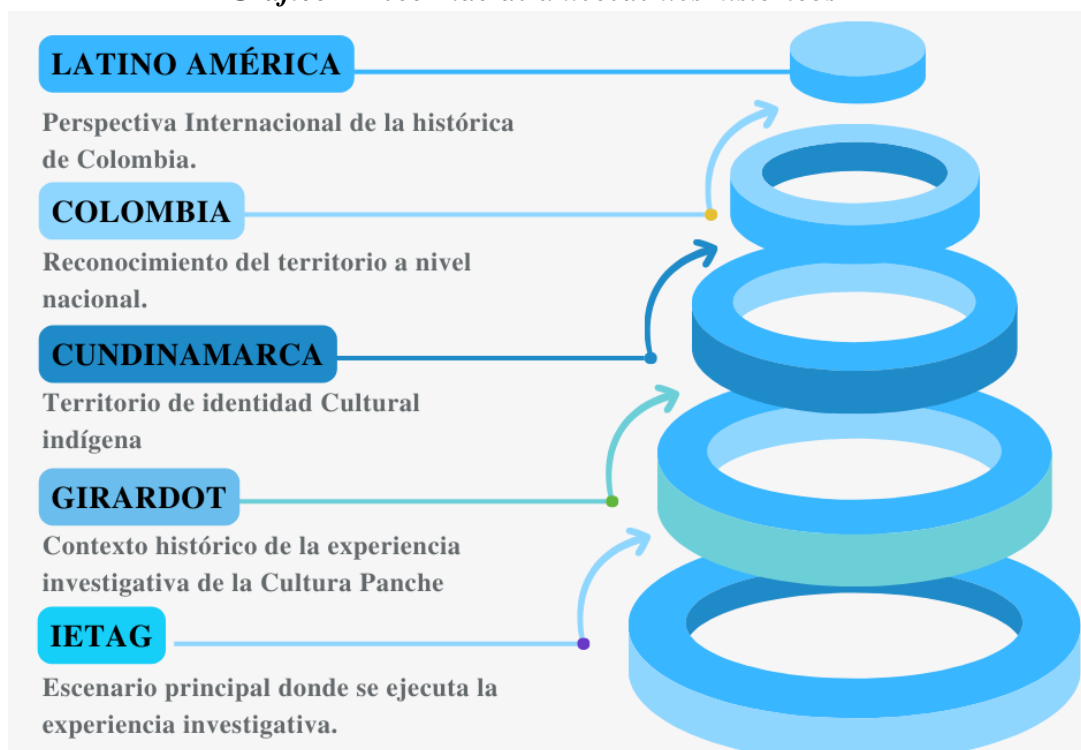 LATINO AMÉRICA
Perspectiva Internacional de la histórica
de Colombia.
COLOMBIA
Reconocimiento del territorio a nivel
nacional.
CUNDINAMARCA
Territorio de identidad Cultural
indígena
GIRARDOT
Contexto histórico de la experiencia
investigativa de la Cultura Panche
IETAG
Escenario principal donde se ejecuta la
experiencia investigativa.